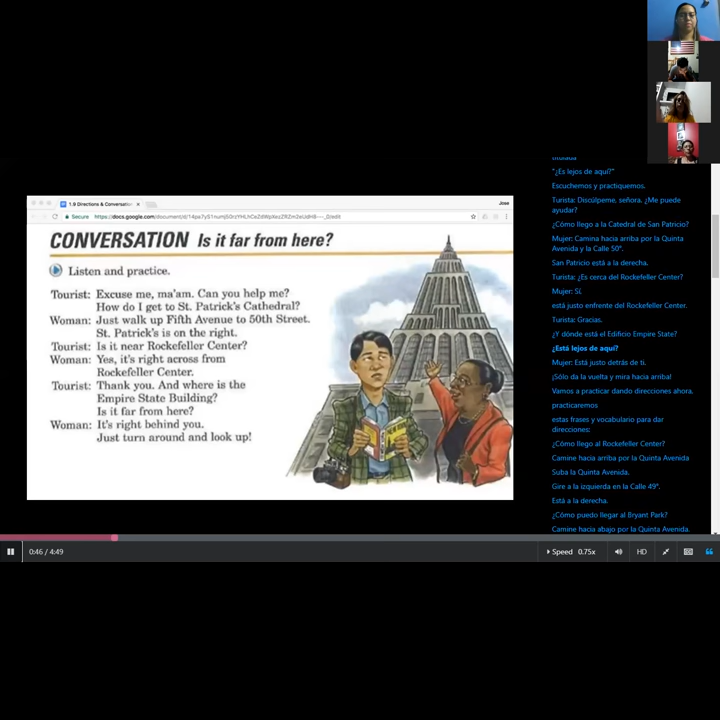 1.9 Directions & Conversation
Jose
Secure
CONVERSATION Is it far from here?
Listen and practice.
Tourist: Excuse me, ma'am. Can you help me?
How do I get to St. Patrick's Cathedral?
Woman: Just walk up Fifth Avenue to 50th Street.
St. Patrick's is on the right.
Tourist: Is it near Rockefeller Center?
Woman: Yes, it's right across from
Rockefeller Center.
Tourist: Thank you. And where is the
Empire State Building?
Is it far from here?
Woman: It's right behind you.
Just turn around and look up!
titulada
"¿Es lejos de aquí?"
Escuchemos y practiquemos.
Turista: Discúlpeme, señora. ¿Me puede
ayudar?
¿Cómo llego a la Catedral de San Patricio?
Mujer: Camina hacia arriba por la Quinta
Avenida y la Calle 50ª.
San Patricio está a la derecha.
Turista: ¿Es cerca del Rockefeller Center?
Mujer: Sí,
está justo enfrente del Rockefeller Center.
Turista: Gracias.
¿Y dónde está el Edificio Empire State?
¿Está lejos de aquí?
Mujer: Está justo detrás de ti.
¡Sólo da la vuelta y mira hacia arriba!
Vamos a practicar dando direcciones ahora,
practicaremos
estas frases y vocabulario para dar
direcciones:
¿Cómo llego al Rockefeller Center?
Camine hacia arriba por la Quinta Avenida
Suba la Quinta Avenida.
Gire a la izquierda en la Calle 49ª.
Está a la derecha.
¿Cómo puedo llegar al Bryant Park?
Camine hacia abajo por la Quinta Avenida.
0:46 / 4:49
Speed 0.75x
HD